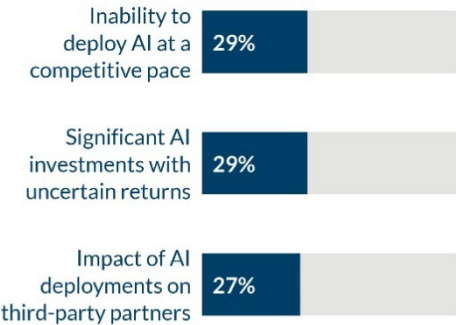 Inability to
deploy AI at a
competitive pace
29%
Significant AI
investments with
uncertain returns
29%
Impact of AI
deployments on
third-party partners
27%